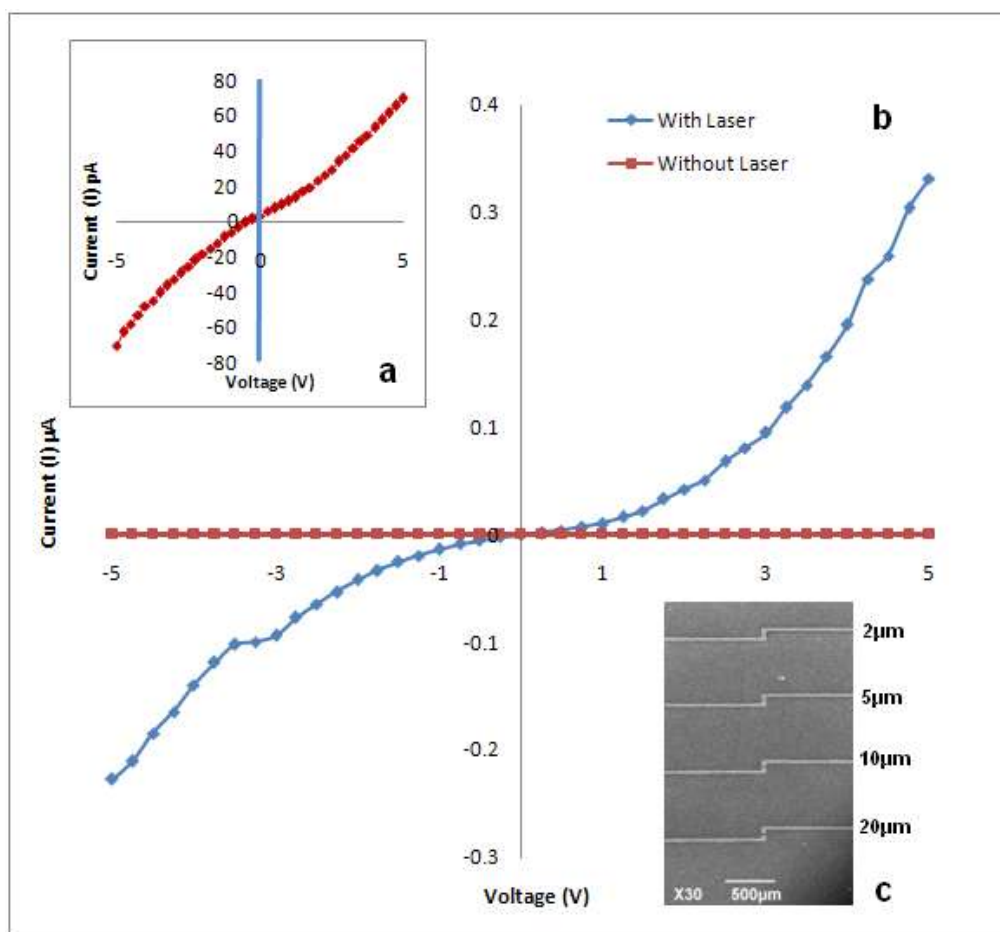 80
60
40
20
0
-20
-40
-60
-80
-5
0
5
Current (I) pA
Voltage (V)
a
0.4
0.3
0.2
0.1
0
-0.1
-0.2
-0.3
With Laser
Without Laser
b
Current (I) µA
-5
-3
-1
1
3
5
Voltage (V)
2µm
5µm
10µm
20µm
X30 500µm
c